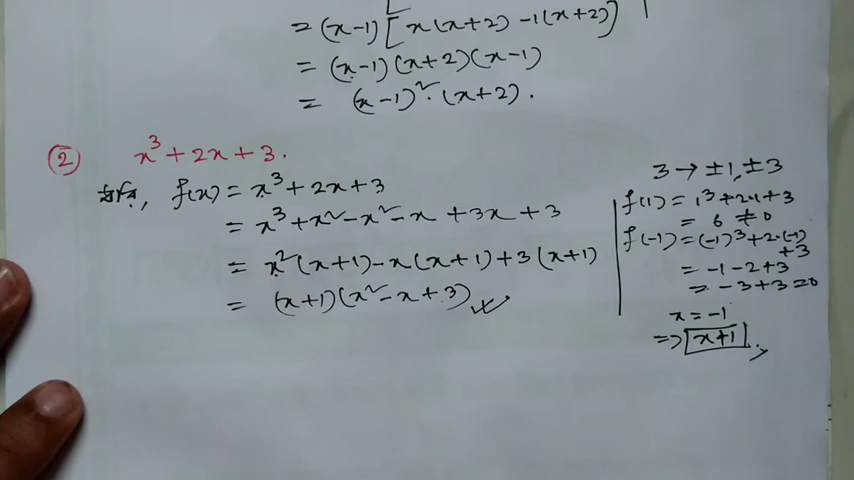 = (x-1) [ x(x+2) -1(x+2) ]
= (x-1) (x+2) (x-1)
= (x-1)². (x+2).
② x³ + 2x + 3.
ধরি, f(x) = x³ + 2x + 3
= x³ + x² - x² - x + 3x + 3
= x²(x+1) - x(x+1) + 3(x+1)
= (x+1)(x² - x + 3)
3 → ±1, ±3
f(1) = 1³ + 2·1 + 3
= 6 ≠ 0
f(-1) = (-1)³ + 2·(-1)
+3
= -1 - 2 + 3
= -3 + 3 = 0
x = -1
=> x+1